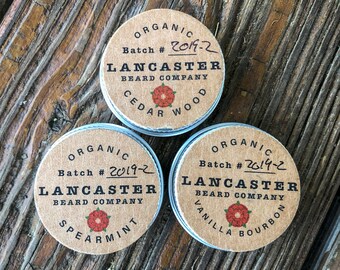 ORGANIC
Batch # 2019-2
LANCASTER
BEARD COMPANY
CEDAR WOOD
ORGANIC
Batch # 2019-2
LANCASTER
BEARD COMPANY
SPEARMINT
ORGANIC
Batch # 2019-2
LANCASTER
BEARD COMPANY
VANILLA BOURBON